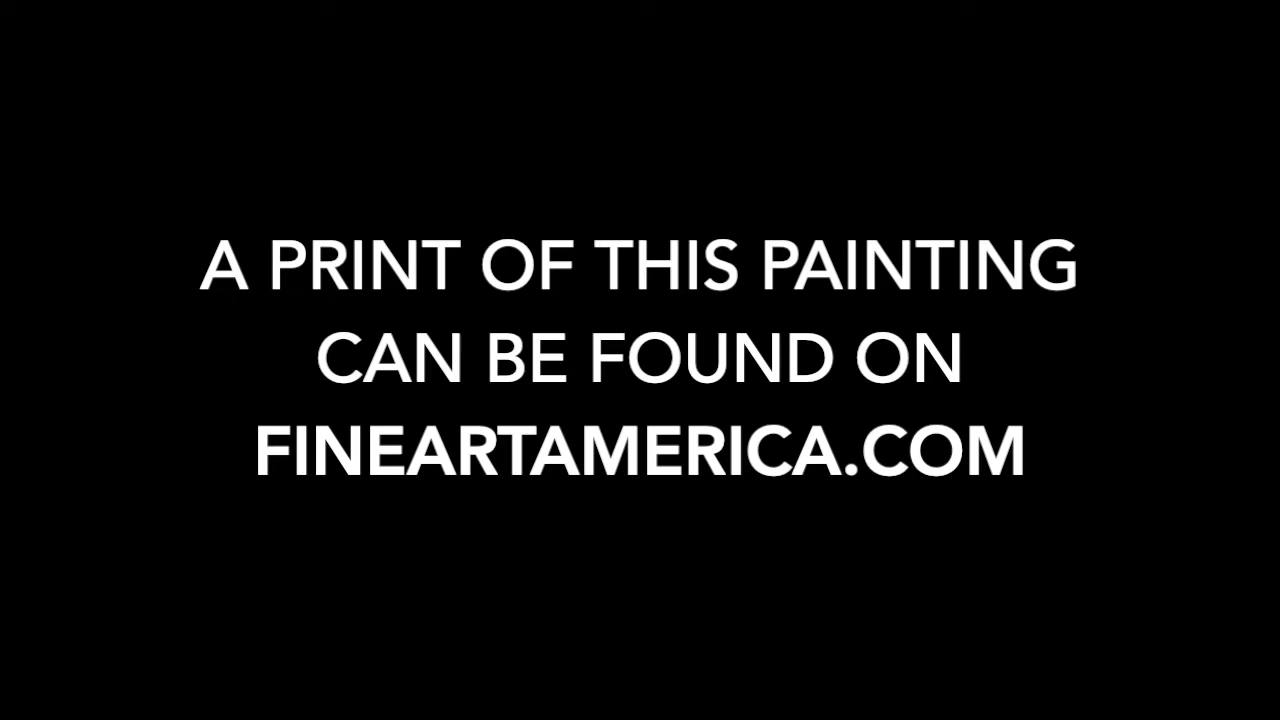 A PRINT OF THIS PAINTING
CAN BE FOUND ON
FINEARTAMERICA.COM